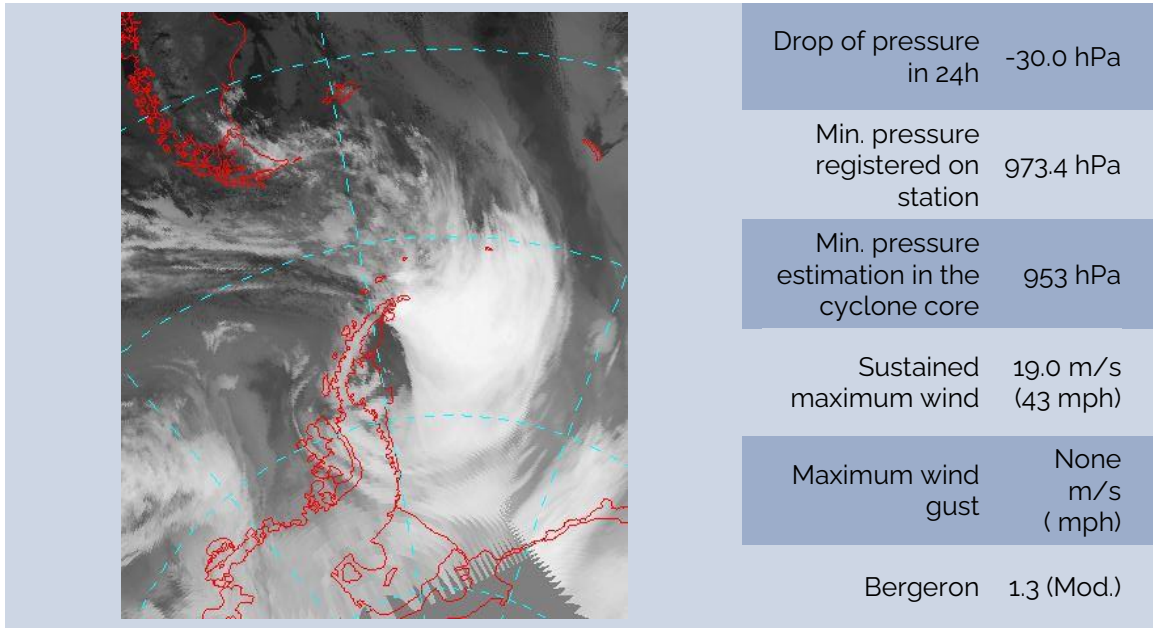 Drop of pressure
in 24h
-30.0 hPa
Min. pressure
registered on
station
973.4 hPa
Min. pressure
estimation in the
cyclone core
953 hPa
Sustained
maximum wind
19.0 m/s
(43 mph)
Maximum wind
gust
None
m/s
( mph)
Bergeron
1.3 (Mod.)